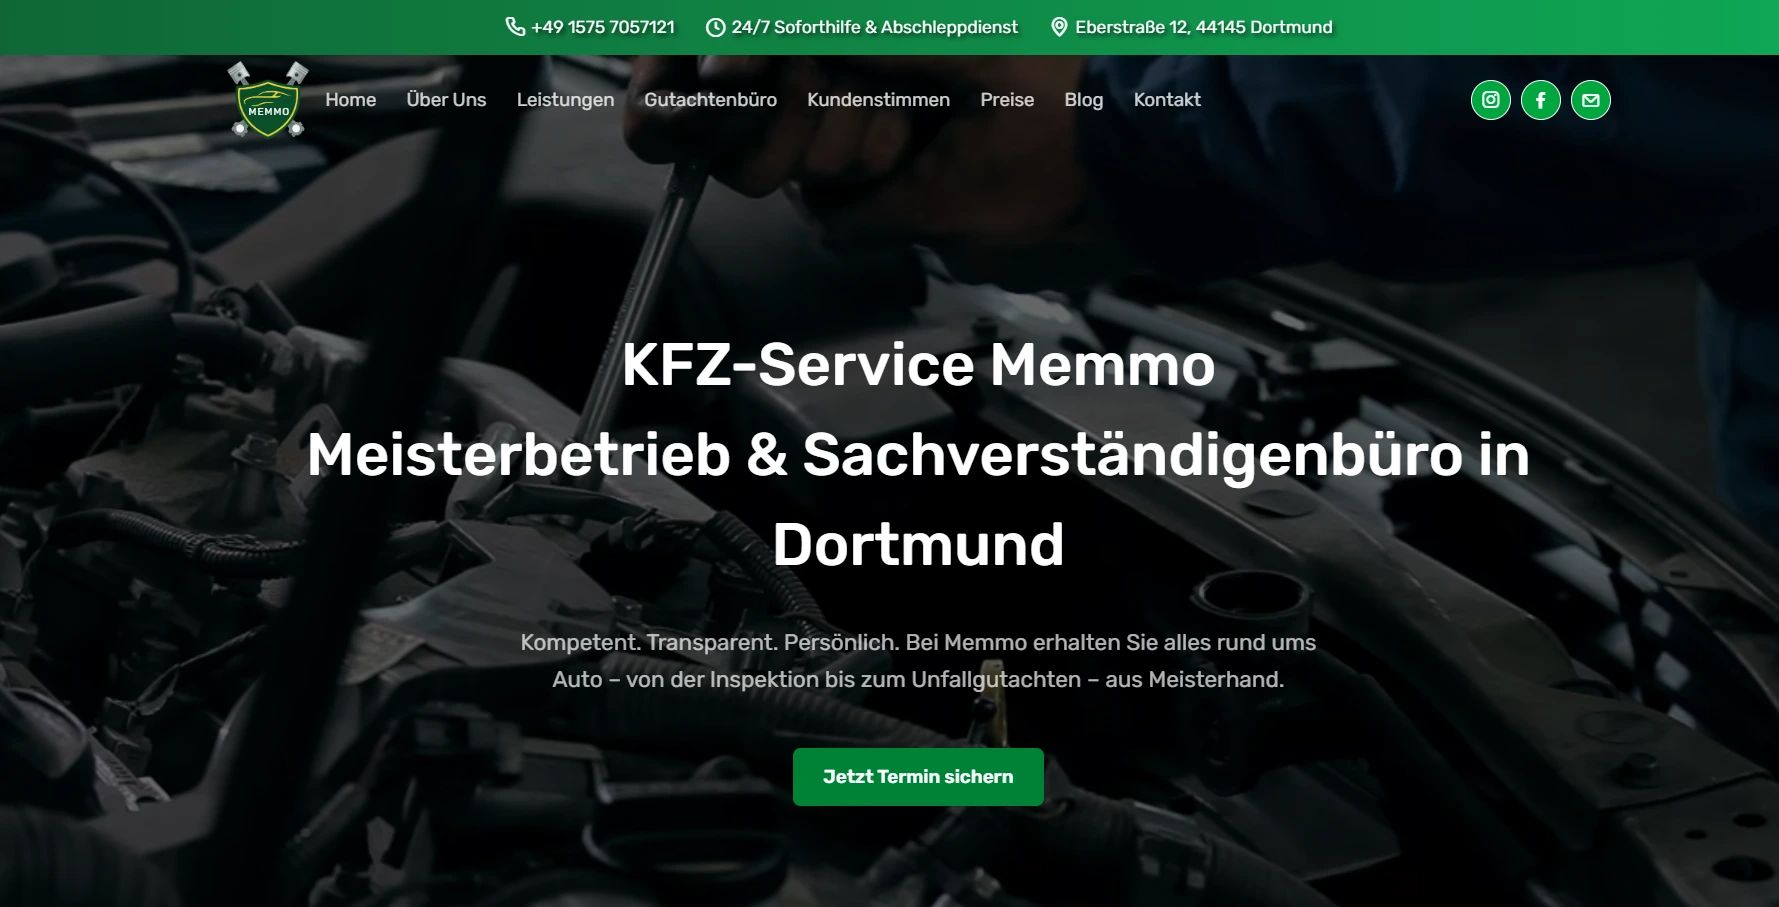 +49 1575 7057121 24/7 Soforthilfe & Abschleppdienst Eberstraße 12, 44145 Dortmund
MEMMO
Home Über Uns Leistungen Gutachtenbüro Kundenstimmen Preise Blog Kontakt
KFZ-Service Memmo
Meisterbetrieb & Sachverständigenbüro in
Dortmund
Kompetent. Transparent. Persönlich. Bei Memmo erhalten Sie alles rund ums
Auto – von der Inspektion bis zum Unfallgutachten – aus Meisterhand.
Jetzt Termin sichern